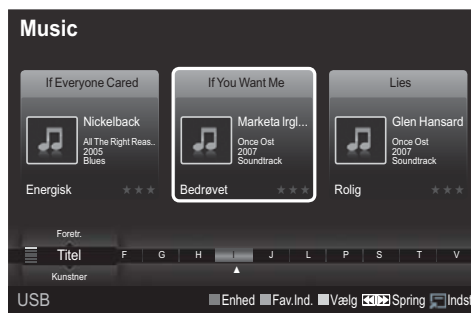 Music
If Everyone Cared
Nickelback
All The Right Reas..
2005
Blues
Energisk
If You Want Me
Marketa Irgl...
Once Ost
2007
Soundtrack
Bedrøvet
Lies
Glen Hansard
Once Ost
2007
Soundtrack
Rolig
Foretr.
Titel F G H I J L P S T V
Kunstner
USB Enhed Fav.Ind. Vælg Spring Indst